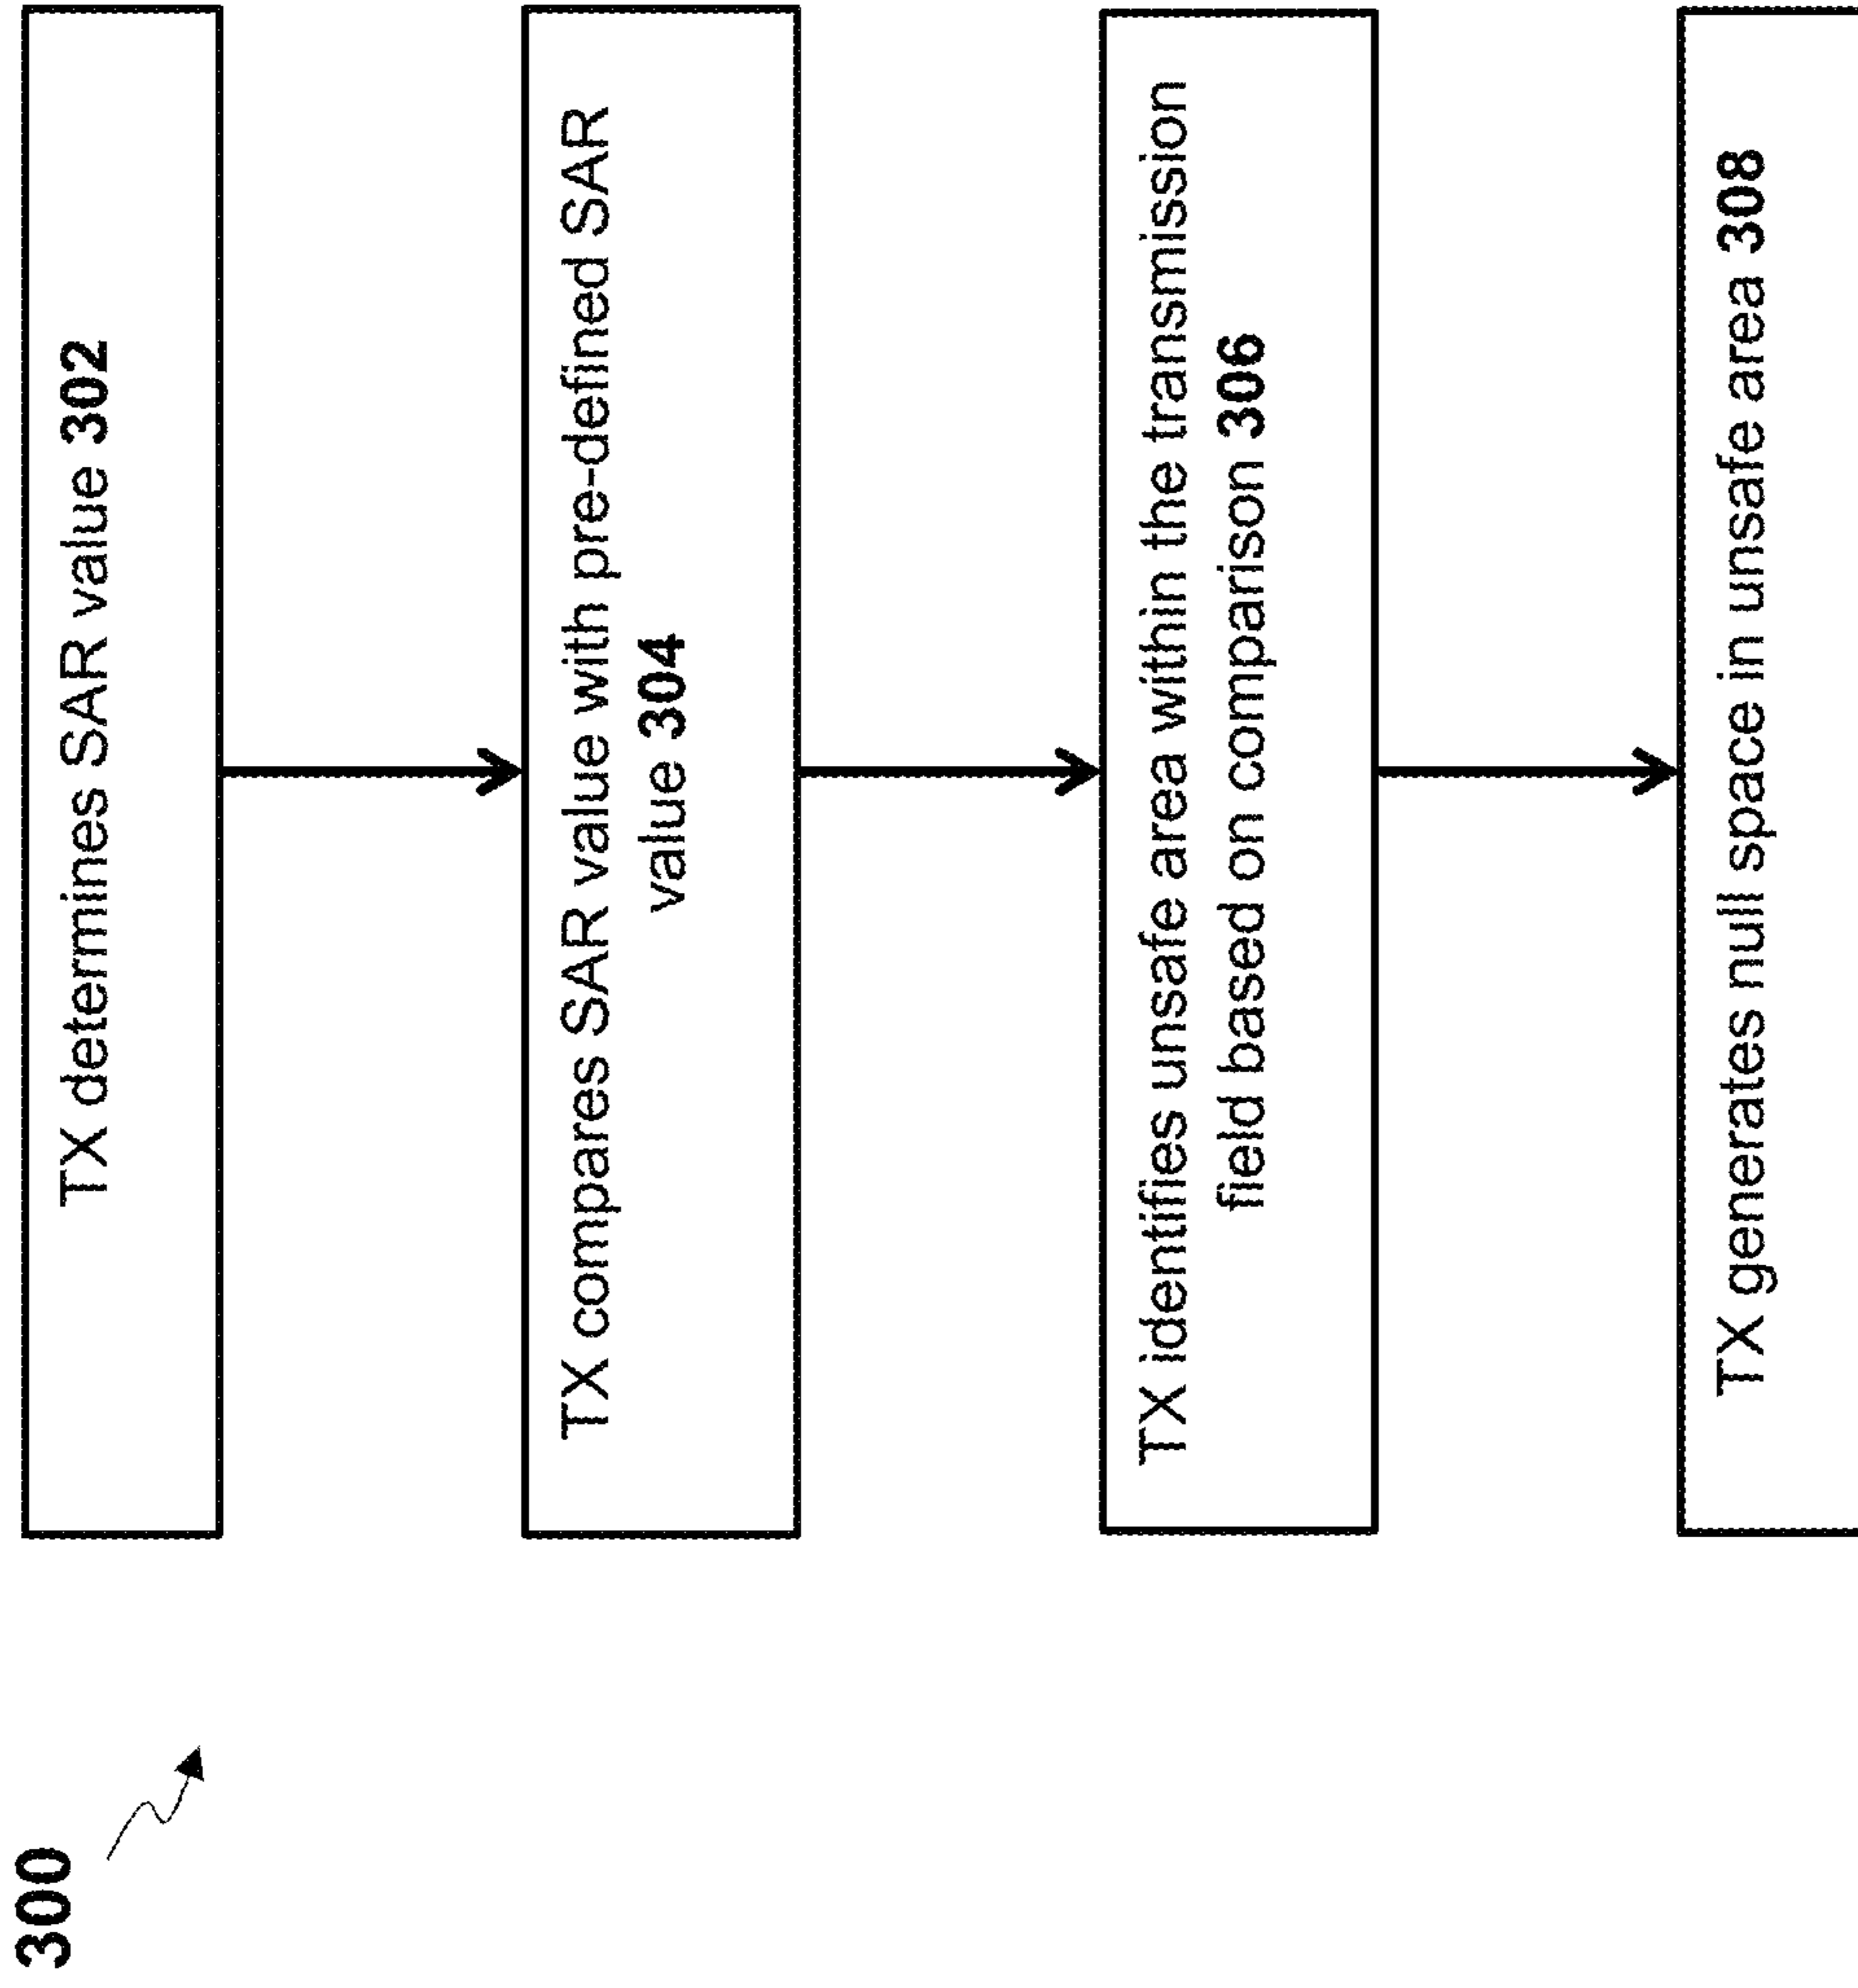 300
TX determines SAR value 302
TX compares SAR value with pre-defined SAR
value 304
TX identifies unsafe area within the transmission
field based on comparison 306
TX generates null space in unsafe area 308